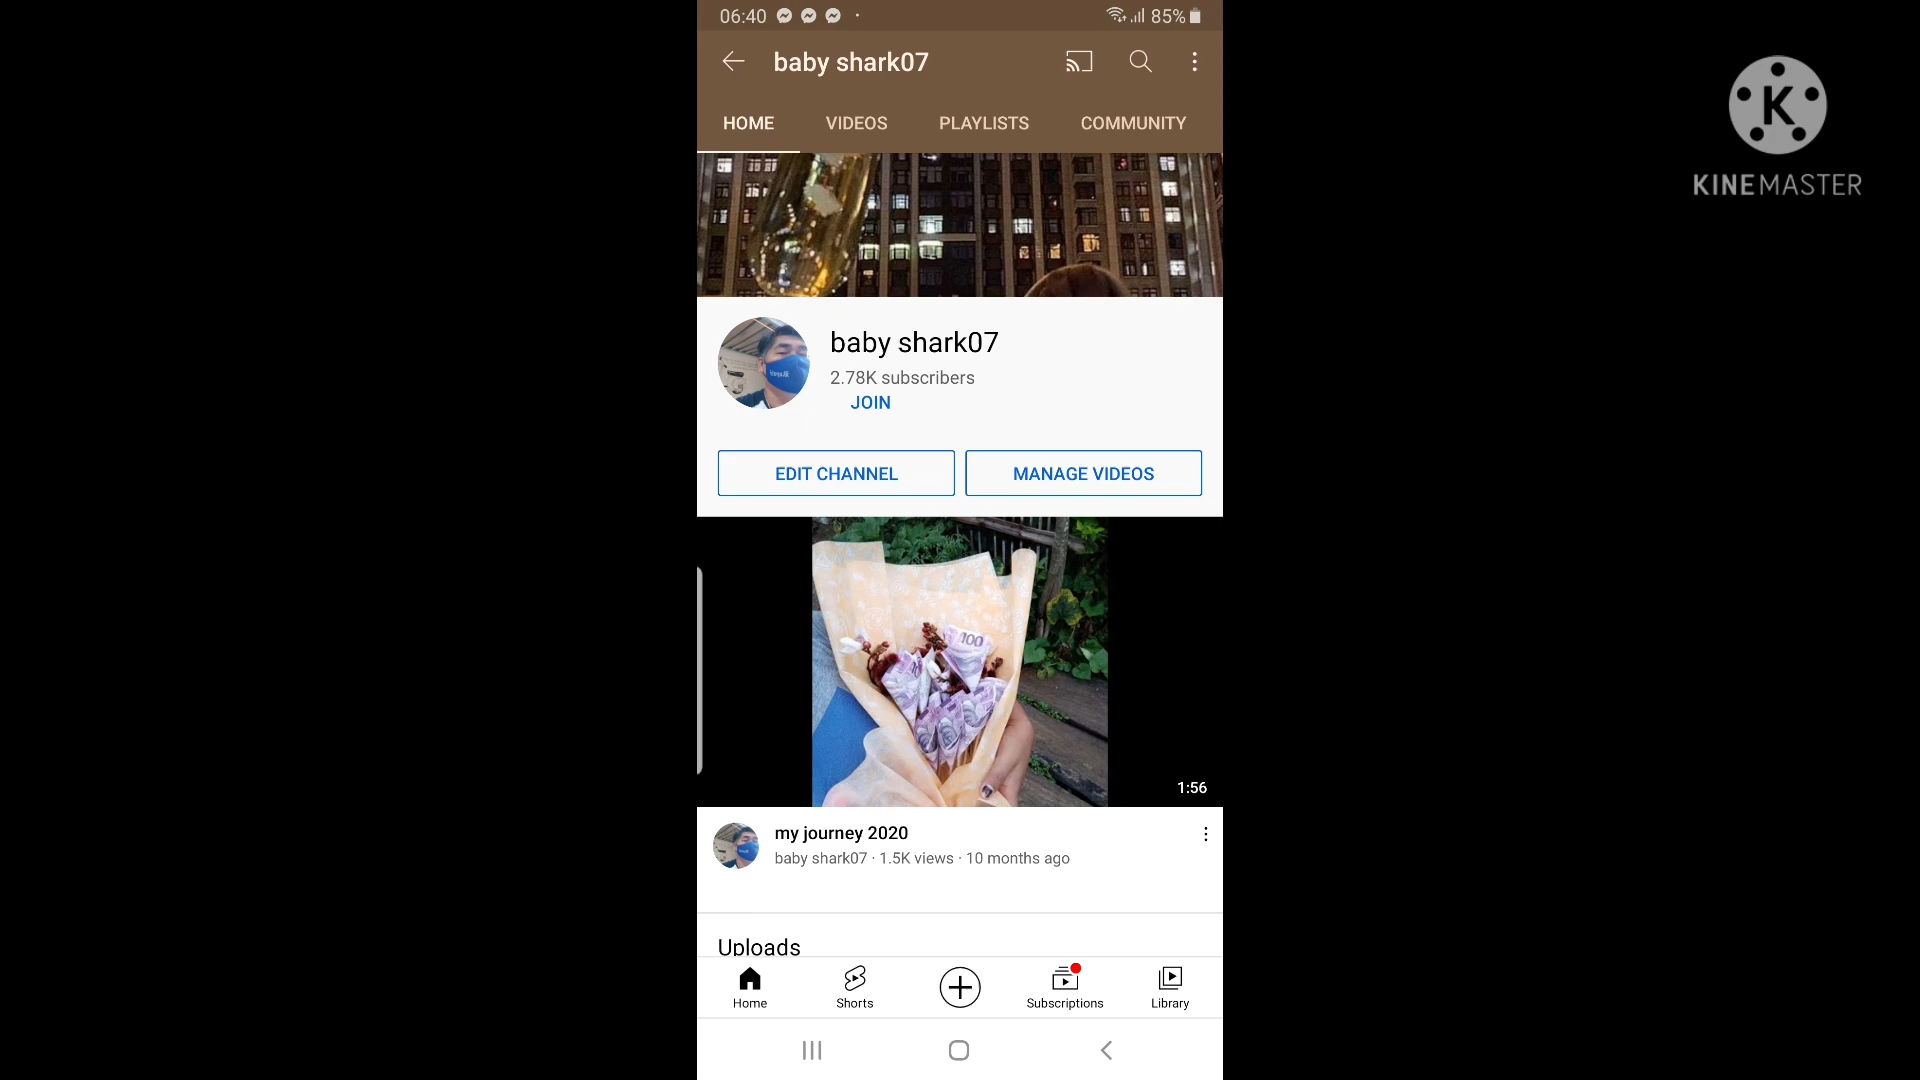 06:40
85%
baby shark07
HOME VIDEOS PLAYLISTS COMMUNITY
K
KINEMASTER
baby shark07
2.78K subscribers
JOIN
EDIT CHANNEL MANAGE VIDEOS
100
1:56
my journey 2020
baby shark07 · 1.5K views · 10 months ago
Uploads
Home Shorts Subscriptions Library